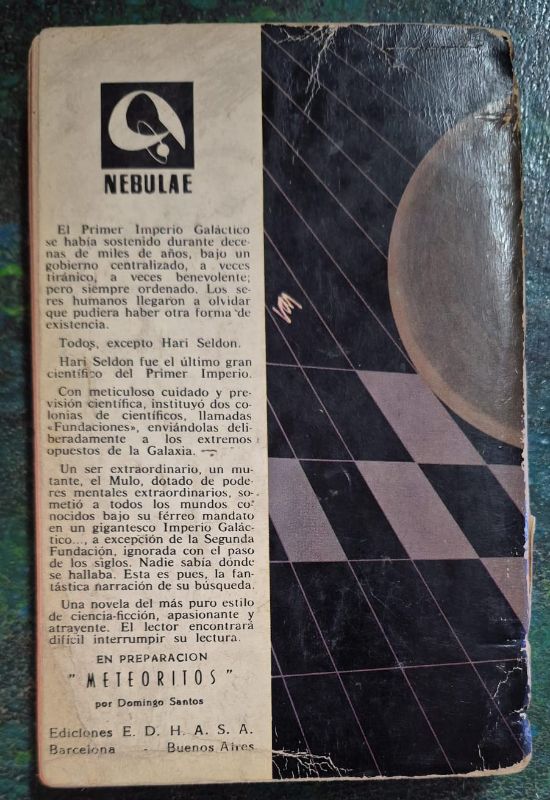 NEBULAE
El Primer Imperio Galáctico
se había sostenido durante dece-
nas de miles de años, bajo un
gobierno centralizado, a veces
tiránico, a veces benevolente;
pero siempre ordenado. Los se-
res humanos llegaron a olvidar
que pudiera haber otra forma de
existencia.
Todos, excepto Hari Seldon.
Hari Seldon fue el último gran
científico del Primer Imperio.
Con meticuloso cuidado y pre-
visión científica, instituyó dos co-
lonias de científicos, llamadas
«Fundaciones», enviándolas deli-
beradamente a los extremos
opuestos de la Galaxia.
Un ser extraordinario, un mu-
tante, el Mulo, dotado de pode-
res mentales extraordinarios, so-
metió a todos los mundos co-
nocidos bajo su férreo mandato
en un gigantesco Imperio Galác-
tico..., a excepción de la Segunda
Fundación, ignorada con el paso
de los siglos. Nadie sabía dónde
se hallaba. Esta es pues, la fan-
tástica narración de su búsqueda.
Una novela del más puro estilo
de ciencia-ficción, apasionante y
atrayente. El lector encontrará
difícil interrumpir su lectura.
EN PREPARACION
"METEORITOS"
por Domingo Santos
Ediciones E. D. H. A. S. A.
Barcelona - Buenos Aires